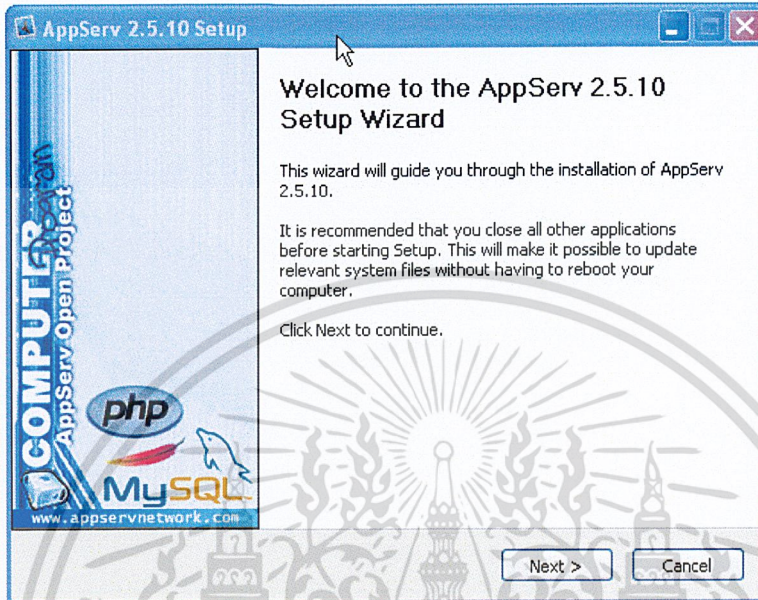 AppServ 2.5.10 Setup
Welcome to the AppServ 2.5.10
Setup Wizard
This wizard will guide you through the installation of AppServ
2.5.10.
It is recommended that you close all other applications
before starting Setup. This will make it possible to update
relevant system files without having to reboot your
computer.
Click Next to continue.
COMPUTER
Program
AppServ Open Project
php
MySQL
www.appservnetwork.com
Next >
Cancel